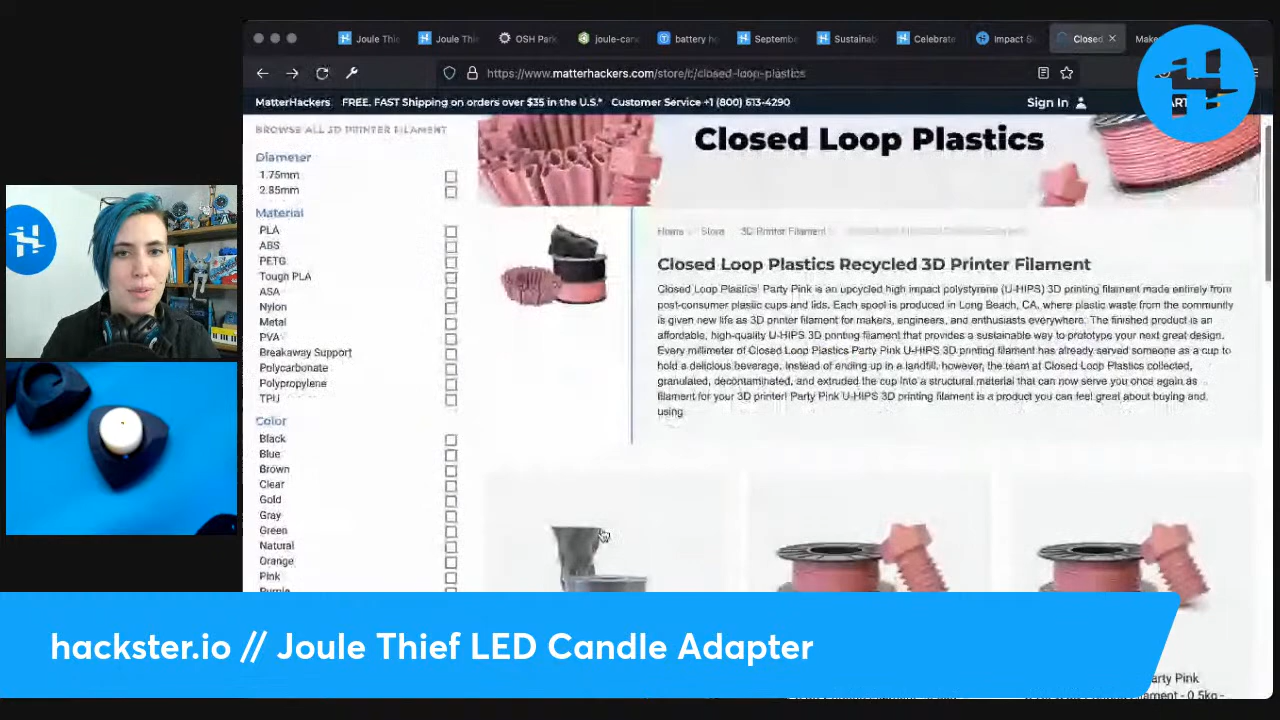 Joule Thi
Joule Thi
OSH Park
joule-can
battery h
Septembe
Sustainab
Celebrate
Impact S
Closed
Make
https://www.matterhackers.com/store/c/closed-loop-plastics
MatterHackers FREE, FAST Shipping on orders over $35 in the U.S.* Customer Service +1 (800) 613-4290
Sign In
BROWSE ALL 3D PRINTER FILAMENT
Diameter
1.75mm
2.85mm
Material
PLA
ABS
PETG
Tough PLA
ASA
Nylon
Metal
PVA
Breakaway Support
Polycarbonate
Polypropylene
TPU
Color
Black
Blue
Brown
Clear
Gold
Gray
Green
Natural
Orange
Pink
Purple
Closed Loop Plastics
Home Store 3D Printer Filament
Closed Loop Plastics Recycled 3D Printer Filament
Closed Loop Plastics' Party Pink is an upcycled high impact polystyrene (U-HIPS) 3D printing filament made entirely from
post-consumer plastic cups and lids. Each spool is produced in Long Beach, CA, where plastic waste from the community
is given new life as 3D printer filament for makers, engineers, and enthusiasts everywhere. The finished product is an
affordable, high-quality U-HIPS 3D printing filament that provides a sustainable way to prototype your next great design.
Every millimeter of Closed Loop Plastics Party Pink U-HIPS 3D printing filament has already served someone as a cup to
hold a delicious beverage. Instead of ending up in a landfill, however, the team at Closed Loop Plastics collected,
granulated, decontaminated, and extruded the cup into a structural material that can now serve you once again as
filament for your 3D printer! Party Pink U-HIPS 3D printing filament is a product you can feel great about buying and,
using
Party Pink
ment - 0.5kg -
hackster.io // Joule Thief LED Candle Adapter